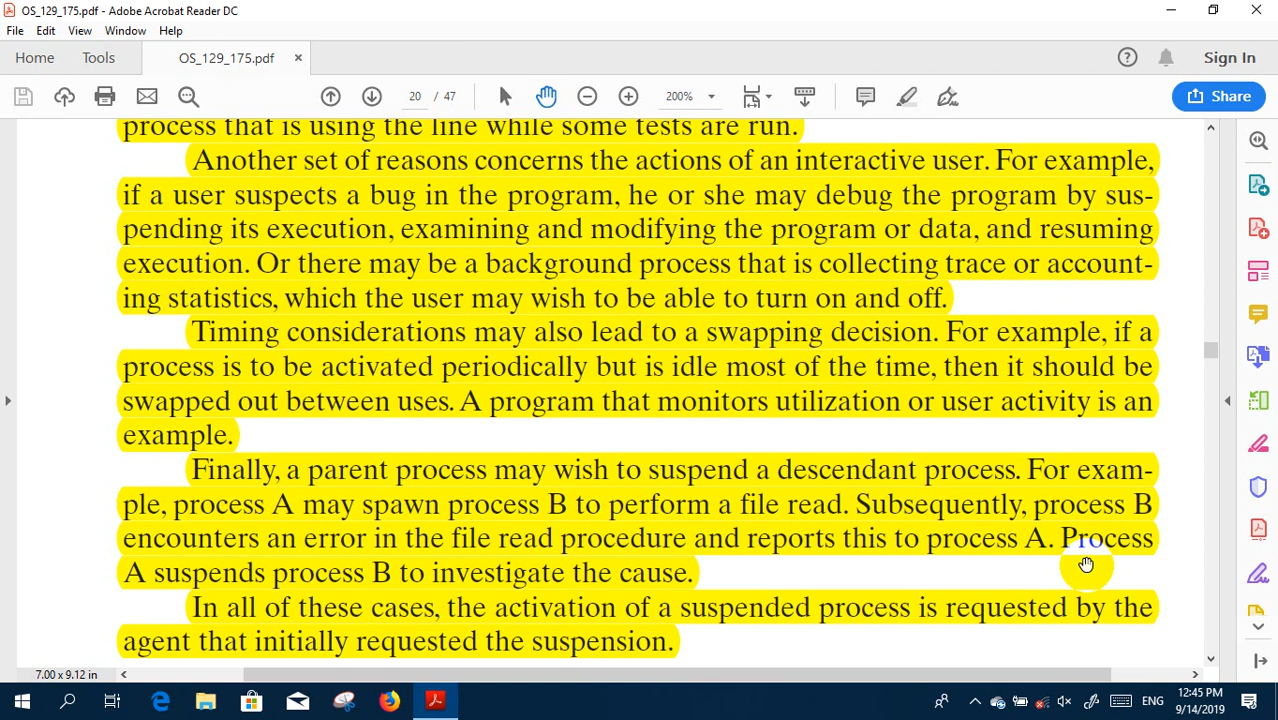 OS_129_175.pdf - Adobe Acrobat Reader DC
File Edit View Window Help
Home Tools OS_129_175.pdf × Sign In
20 / 47 200% Share
process that is using the line while some tests are run.
Another set of reasons concerns the actions of an interactive user. For example,
if a user suspects a bug in the program, he or she may debug the program by sus-
pending its execution, examining and modifying the program or data, and resuming
execution. Or there may be a background process that is collecting trace or account-
ing statistics, which the user may wish to be able to turn on and off.
Timing considerations may also lead to a swapping decision. For example, if a
process is to be activated periodically but is idle most of the time, then it should be
swapped out between uses. A program that monitors utilization or user activity is an
example.
Finally, a parent process may wish to suspend a descendant process. For exam-
ple, process A may spawn process B to perform a file read. Subsequently, process B
encounters an error in the file read procedure and reports this to process A. Process
A suspends process B to investigate the cause.
In all of these cases, the activation of a suspended process is requested by the
agent that initially requested the suspension.
7.00 x 9.12 in
ENG 12:45 PM
9/14/2019